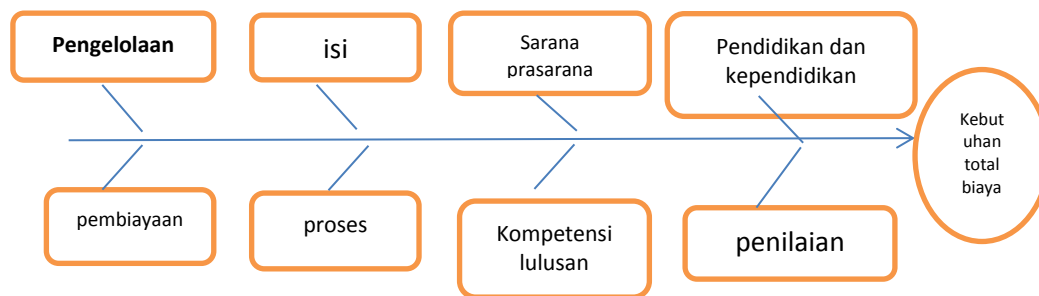 Pengelolaan
isi
Sarana
prasarana
Pendidikan dan
kependidikan
Kebut
uhan
total
biaya
pembiayaan
proses
Kompetensi
lulusan
penilaian